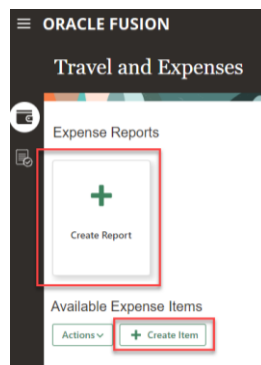 ORACLE FUSION
Travel and Expenses
Expense Reports
Create Report
Available Expense Items
Actions
Create Item